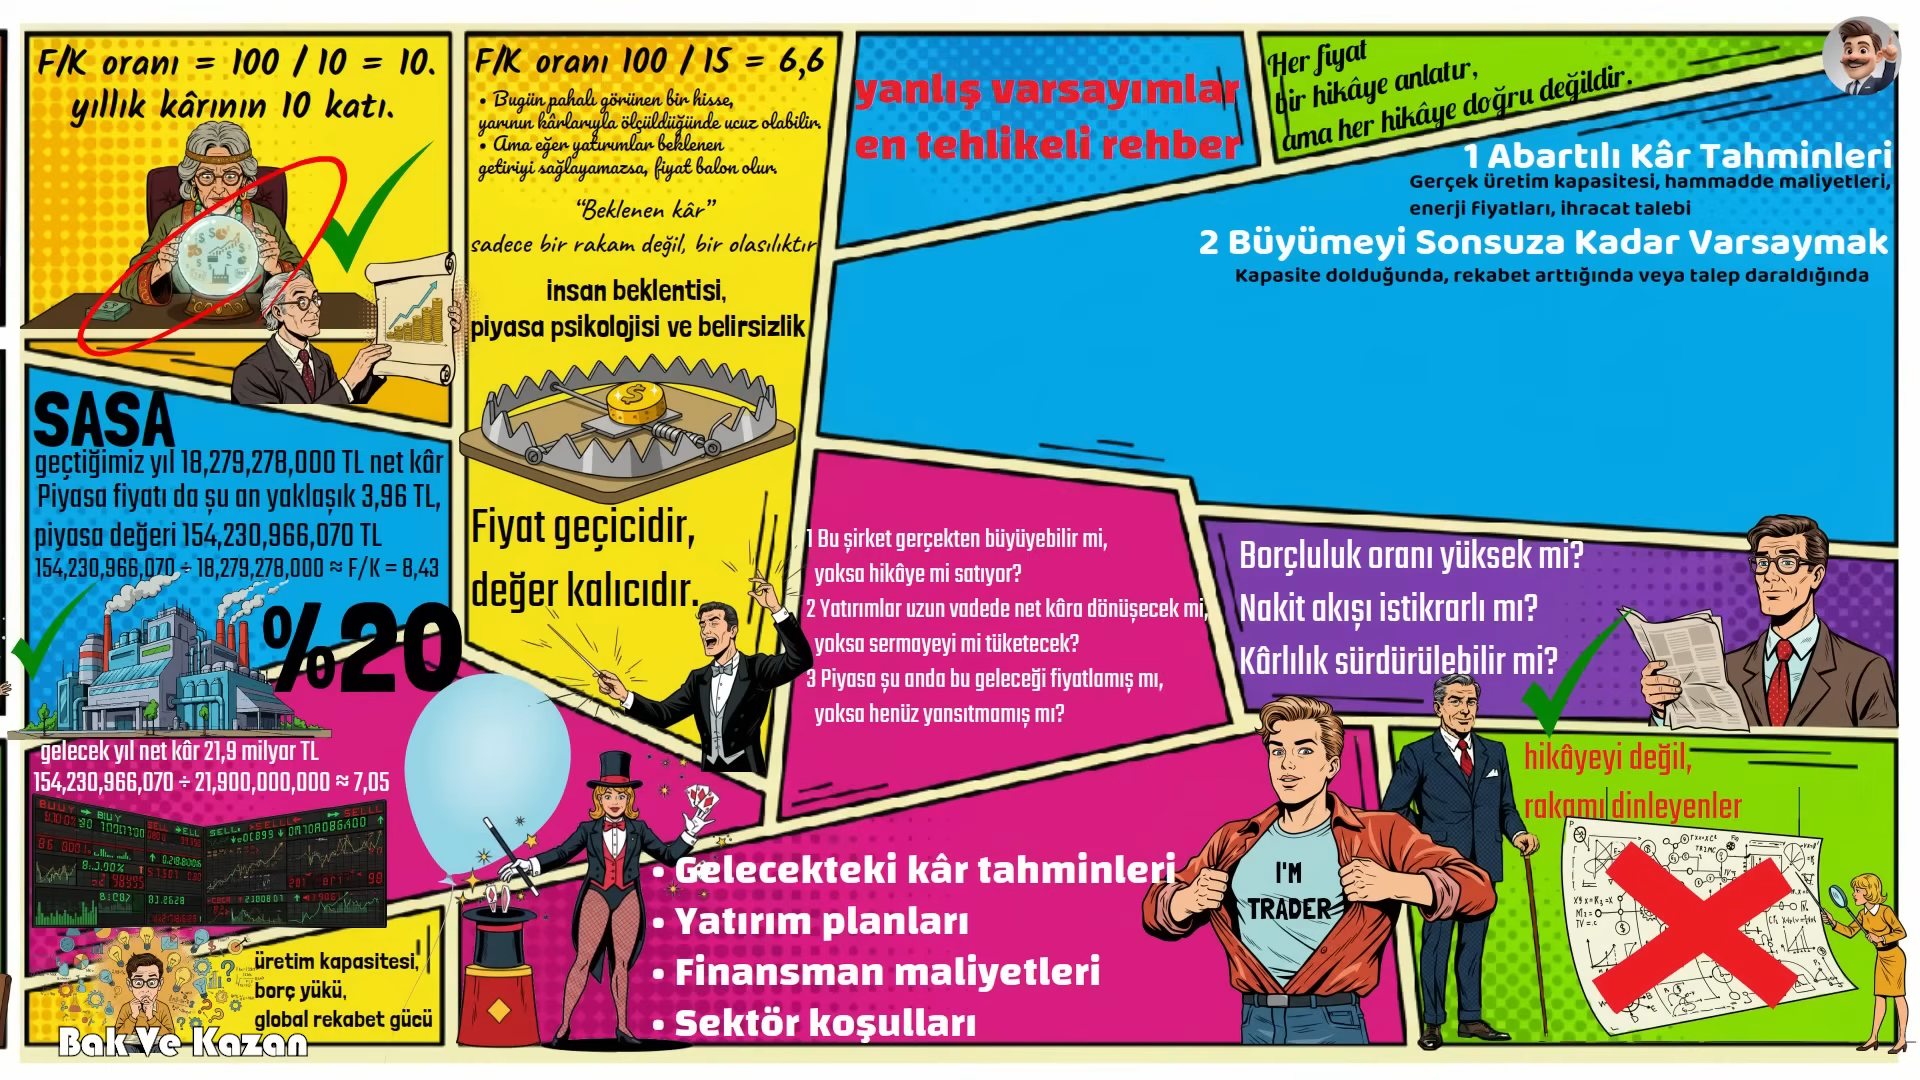 F/K oranı = 100 / 10 = 10.
yıllık kârının 10 katı.
SASA
geçtiğimiz yıl 18,279,278,000 TL net kâr
Piyasa fiyatı da şu an yaklaşık 3,96 TL,
piyasa değeri 154,230,966,070 TL
154,230,966,070 ÷ 18,279,278,000 ≈ F/K = 8,43
%20
gelecek yıl net kâr 21,9 milyar TL
154,230,966,070 ÷ 21,900,000,000 ≈ 7,05
üretim kapasitesi,
borç yükü,
global rekabet gücü
Bak Ve Kazan
F/K oranı 100 / 15 = 6,6
• Bugün pahalı görünen bir hisse,
yarının kârlarıyla ölçüldüğünde ucuz olabilir.
• Ama eğer yatırımlar beklenen
getiriyi sağlayamazsa, fiyat balon olur.
“Beklenen kâr”
sadece bir rakam değil, bir olasılıktır
insan beklentisi,
piyasa psikolojisi ve belirsizlik
Fiyat geçicidir,
değer kalıcıdır.
yanlış varsayımlar
en tehlikeli rehber
Her fiyat
bir hikâye anlatır,
ama her hikâye doğru değildir.
1 Abartılı Kâr Tahminleri
Gerçek üretim kapasitesi, hammadde maliyetleri,
enerji fiyatları, ihracat talebi
2 Büyümeyi Sonsuza Kadar Varsaymak
Kapasite dolduğunda, rekabet arttığında veya talep daraldığında
1 Bu şirket gerçekten büyüyebilir mi,
yoksa hikâye mi satıyor?
2 Yatırımlar uzun vadede net kâra dönüşecek mi,
yoksa sermayeyi mi tüketecek?
3 Piyasa şu anda bu geleceği fiyatlamış mı,
yoksa henüz yansıtmamış mı?
Borçluluk oranı yüksek mi?
Nakit akışı istikrarlı mı?
Kârlılık sürdürülebilir mi?
• Gelecekteki kâr tahminleri
• Yatırım planları
• Finansman maliyetleri
• Sektör koşulları
I'M
TRADER
hikâyeyi değil,
rakamı dinleyenler